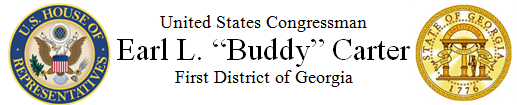 U.S. HOUSE OF
REPRESENTATIVES
United States Congressman
Earl L. “Buddy” Carter
First District of Georgia
STATE OF GEORGIA
1776